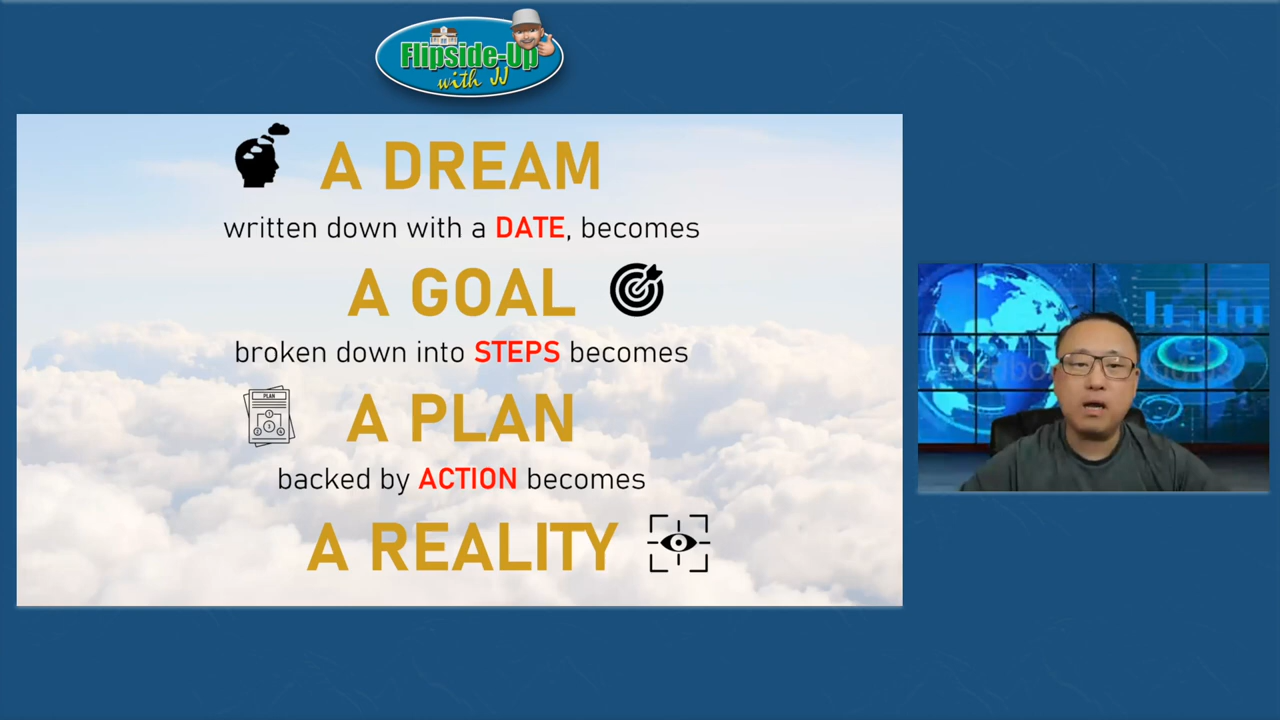 Flipside-Up
with JJ
A DREAM
written down with a DATE, becomes
A GOAL
broken down into STEPS becomes
PLAN
A PLAN
backed by ACTION becomes
A REALITY